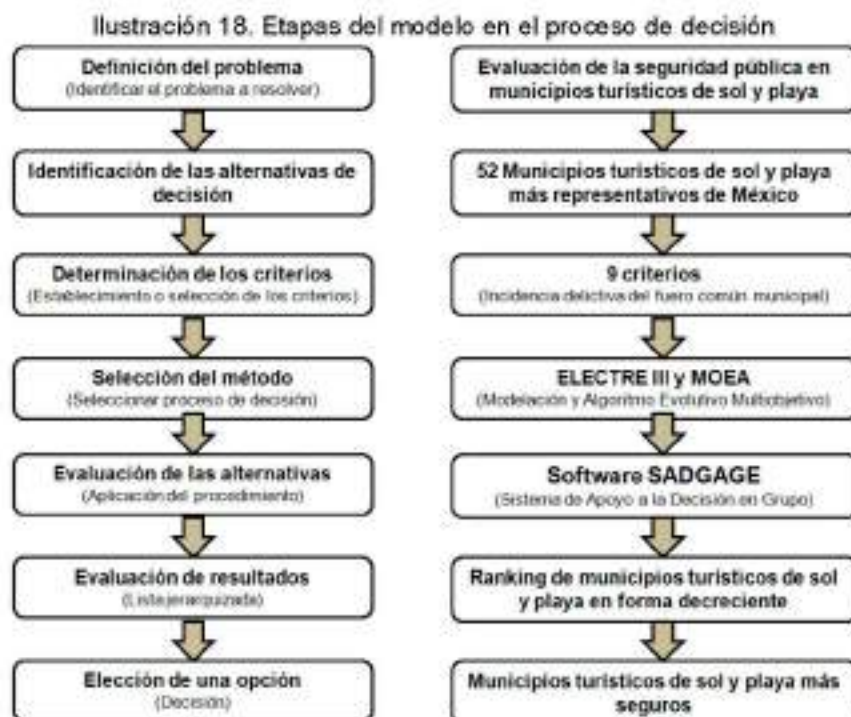 Ilustración 18. Etapas del modelo en el proceso de decisión
Definición del problema
(Identificar el problema a resolver)
Identificación de las alternativas de
decisión
Determinación de los criterios
(Establecimiento o selección de los criterios)
Selección del método
(Seleccionar proceso de decisión)
Evaluación de las alternativas
(Aplicación del procedimiento)
Evaluación de resultados
(Lista jerarquizada)
Elección de una opción
(Decisión)
Evaluación de la seguridad pública en
municipios turísticos de sol y playa
52 Municipios turísticos de sol y playa
más representativos de México
9 criterios
(Incidencia delictiva del fuero común municipal)
ELECTRE III y MOEA
(Modelación y Algoritmo Evolutivo Multiobjetivo)
Software SADGAGE
(Sistema de Apoyo a la Decisión en Grupo)
Ranking de municipios turísticos de sol
y playa en forma decreciente
Municipios turísticos de sol y playa más
seguros